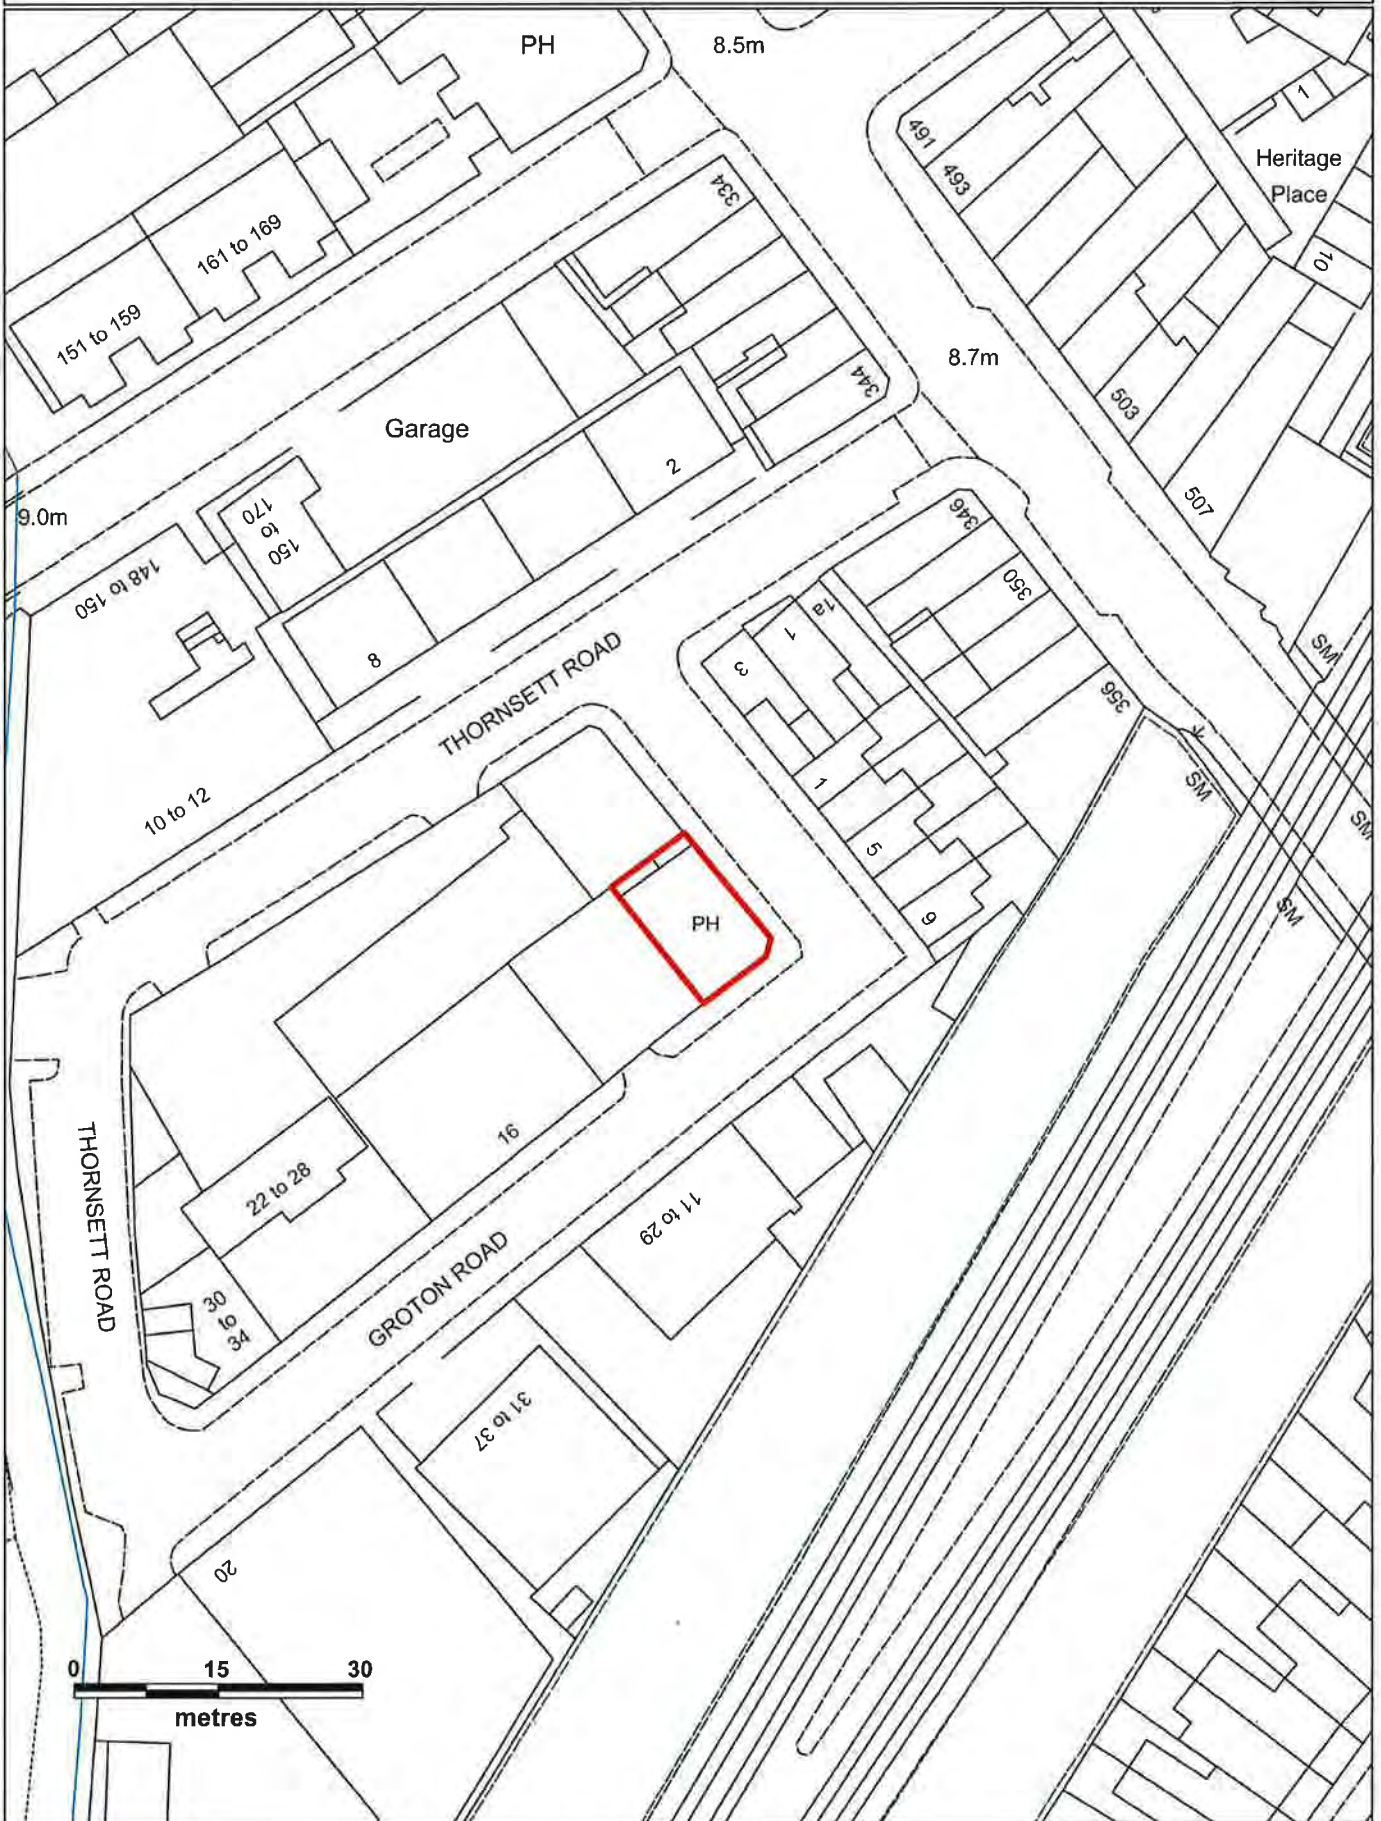 PH
8.5m
1
491
Heritage
Place
493
334
161 to 169
10
151 to 159
8.7m
344
503
Garage
2
507
170
to
150
9.0m
346
148 to 150
350
1a
1
SM
8
3
THORNSETT ROAD
356
SM
1
10 to 12
SM
5
PH
9
SM
16
THORNSETT ROAD
22 to 28
11 to 29
GROTON ROAD
30
to
34
31 to 37
20
0 15 30
metres